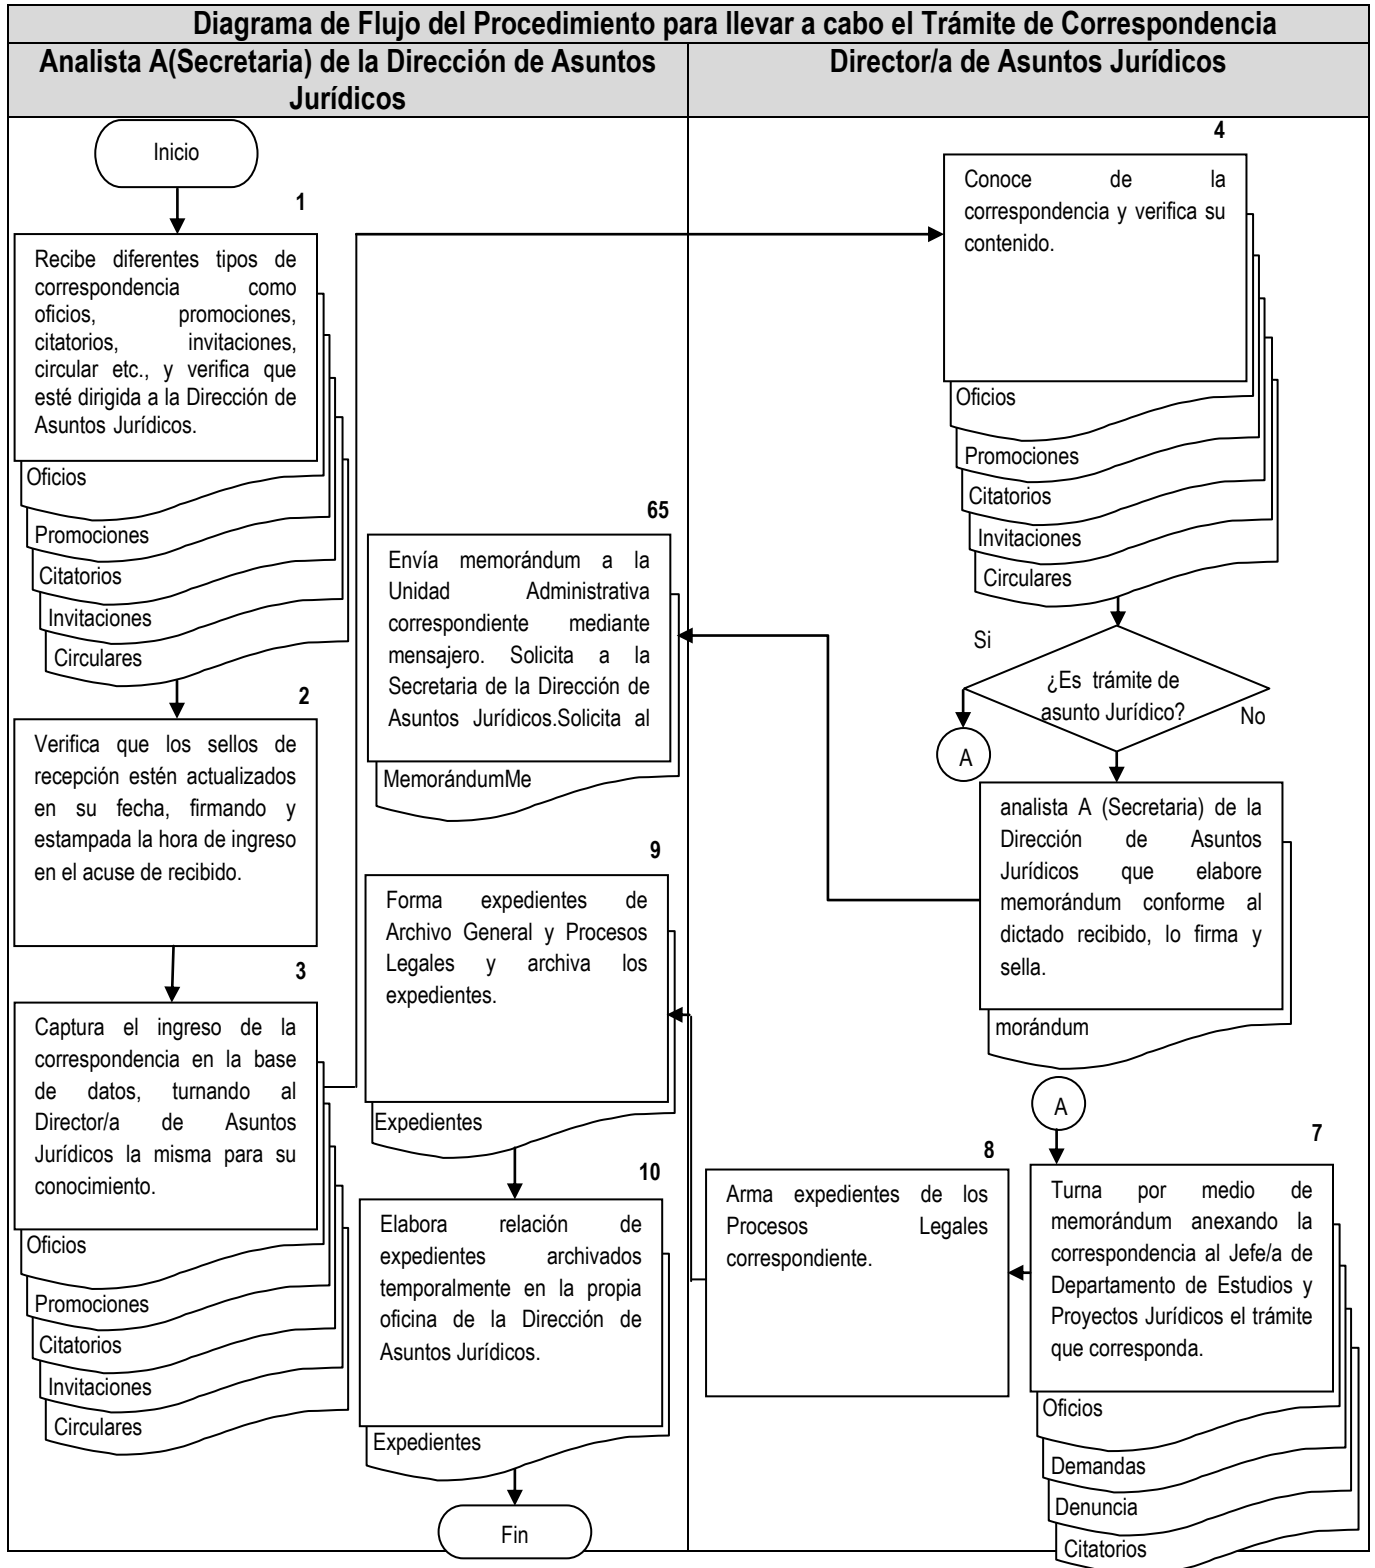 Diagrama de Flujo del Procedimiento para llevar a cabo el Trámite de Correspondencia
Analista A(Secretaria) de la Dirección de Asuntos
Jurídicos
Director/a de Asuntos Jurídicos
Inicio
1
Recibe diferentes tipos de
correspondencia como
oficios, promociones,
citatorios, invitaciones,
circular etc., y verifica que
esté dirigida a la Dirección de
Asuntos Jurídicos.
Oficios
Promociones
Citatorios
Invitaciones
Circulares
2
Verifica que los sellos de
recepción estén actualizados
en su fecha, firmando y
estampada la hora de ingreso
en el acuse de recibido.
3
Captura el ingreso de la
correspondencia en la base
de datos, turnando al
Director/a de Asuntos
Jurídicos la misma para su
conocimiento.
Oficios
Promociones
Citatorios
Invitaciones
Circulares
4
Conoce de la
correspondencia y verifica su
contenido.
Oficios
Promociones
Citatorios
Invitaciones
Circulares
Si
¿Es trámite de
asunto Jurídico?
No
A
analista A (Secretaria) de la
Dirección de Asuntos
Jurídicos que elabore
memorándum conforme al
dictado recibido, lo firma y
sella.
morándum
65
Envía memorándum a la
Unidad Administrativa
correspondiente mediante
mensajero. Solicita a la
Secretaria de la Dirección de
Asuntos Jurídicos.Solicita al
MemorándumMe
A
7
Turna por medio de
memorándum anexando la
correspondencia al Jefe/a de
Departamento de Estudios y
Proyectos Jurídicos el trámite
que corresponda.
Oficios
Demandas
Denuncia
Citatorios
8
Arma expedientes de los
Procesos Legales
correspondiente.
9
Forma expedientes de
Archivo General y Procesos
Legales y archiva los
expedientes.
Expedientes
10
Elabora relación de
expedientes archivados
temporalmente en la propia
oficina de la Dirección de
Asuntos Jurídicos.
Expedientes
Fin